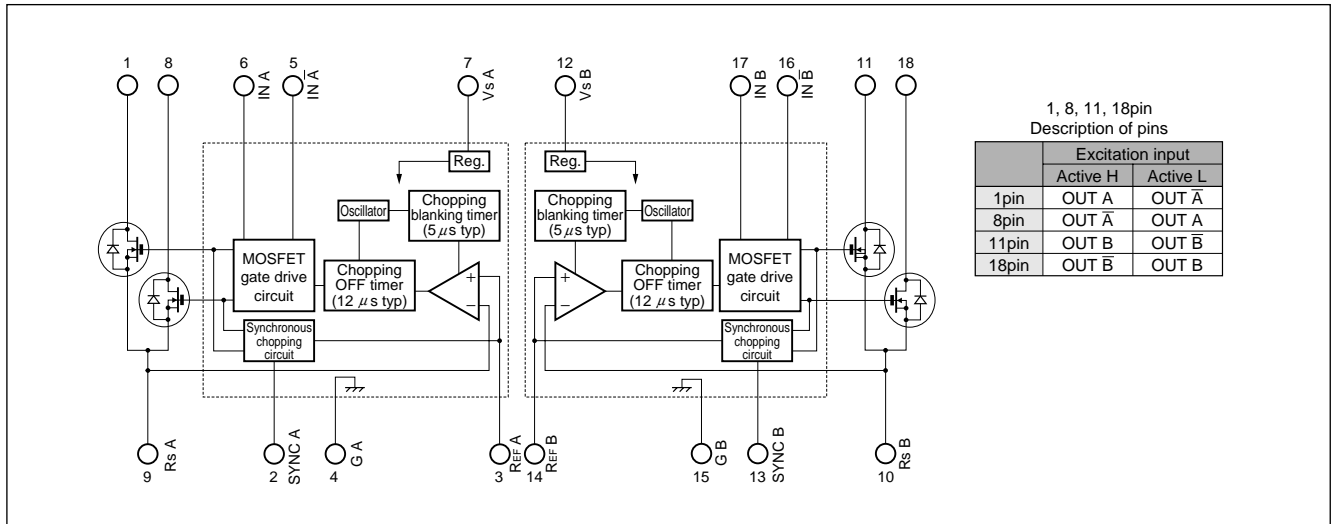 1 8 6 5 7 12 17 16 11 18
IN A
IN A̅
Vs A
Vs B
IN B
IN B̅
Reg.
Reg.
Oscillator
Chopping
blanking timer
(5 μs typ)
Chopping
blanking timer
(5 μs typ)
Oscillator
MOSFET
gate drive
circuit
Chopping
OFF timer
(12 μs typ)
+
−
+
−
Chopping
OFF timer
(12 μs typ)
MOSFET
gate drive
circuit
Synchronous
chopping
circuit
Synchronous
chopping
circuit
Rs A
SYNC A
G A
REF A
REF B
G B
SYNC B
Rs B
9 2 4 3 14 15 13 10
1, 8, 11, 18pin
Description of pins
Excitation input
Active H Active L
1pin OUT A OUT A̅
8pin OUT A̅ OUT A
11pin OUT B OUT B̅
18pin OUT B̅ OUT B